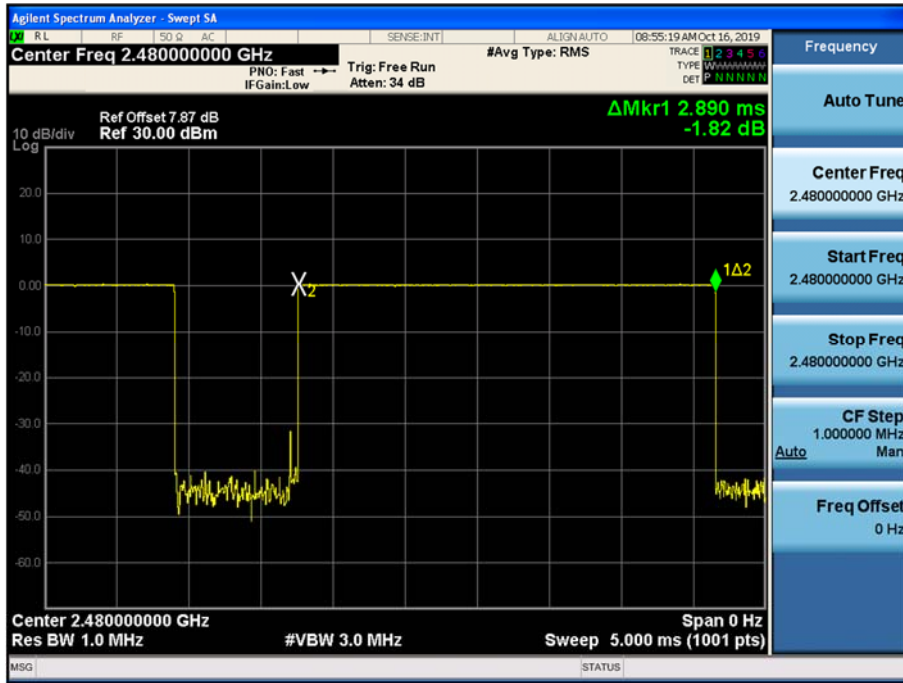 Agilent Spectrum Analyzer - Swept SA
RL RF 50 Ω AC SENSE:INT ALIGN AUTO 08:55:19 AM Oct 16, 2019
Center Freq 2.480000000 GHz
PNO: Fast
IFGain:Low
Trig: Free Run
Atten: 34 dB
#Avg Type: RMS
TRACE 1 2 3 4 5 6
TYPE
DET P N N N N N
Frequency
Ref Offset 7.87 dB
10 dB/div Ref 30.00 dBm
Log
ΔMkr1 2.890 ms
-1.82 dB
20.0
10.0
0.00
-10.0
-20.0
-30.0
-40.0
-50.0
-60.0
X2
1Δ2
Center 2.480000000 GHz Span 0 Hz
Res BW 1.0 MHz #VBW 3.0 MHz Sweep 5.000 ms (1001 pts)
MSG STATUS
Auto Tune
Center Freq
2.480000000 GHz
Start Freq
2.480000000 GHz
Stop Freq
2.480000000 GHz
CF Step
1.000000 MHz
Auto Man
Freq Offset
0 Hz